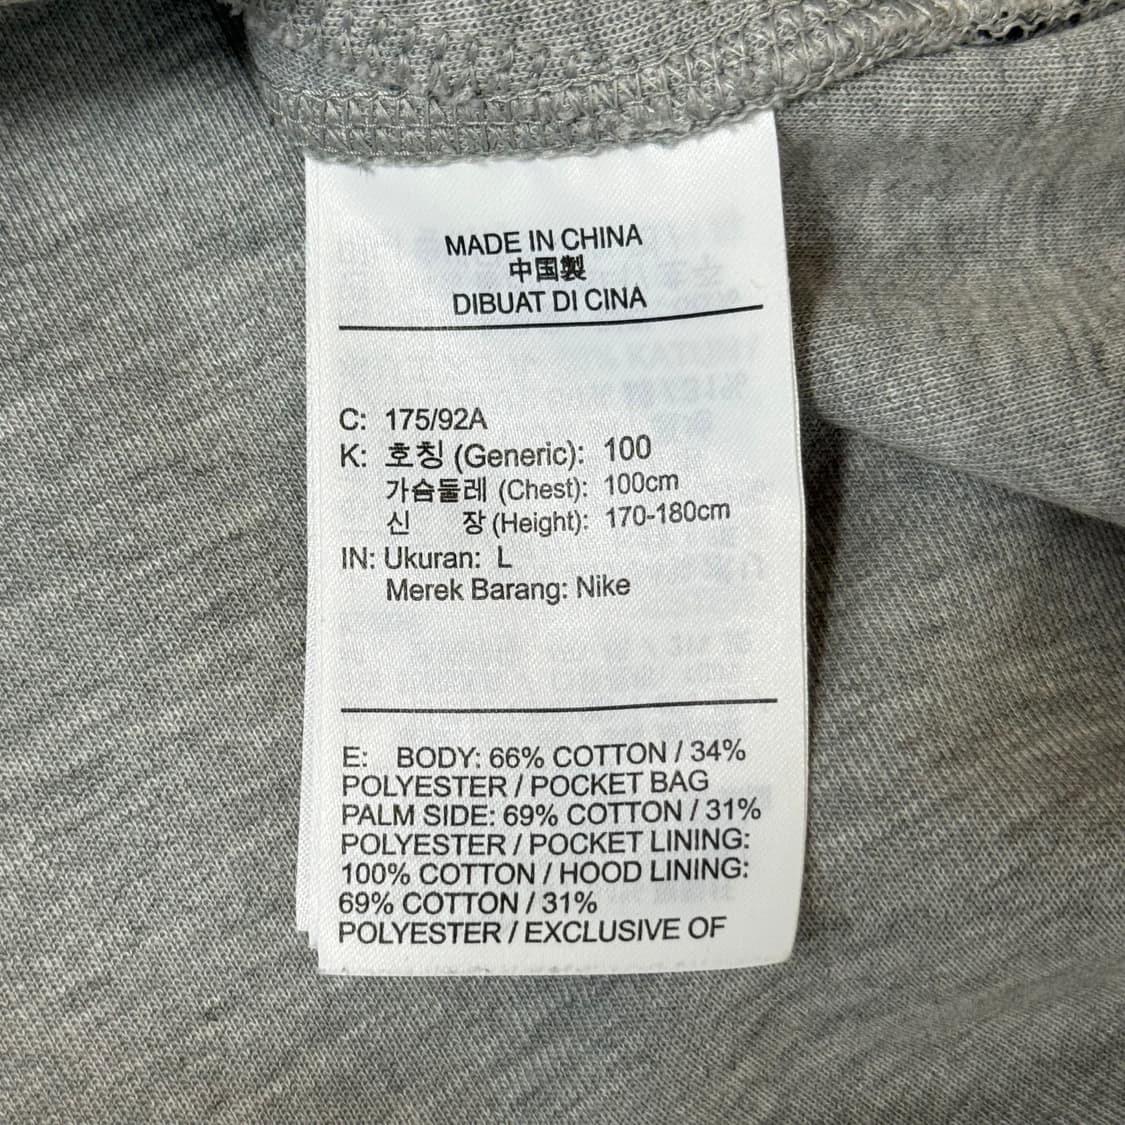 MADE IN CHINA
中国製
DIBUAT DI CINA
C: 175/92A
K: 호칭 (Generic): 100
가슴둘레 (Chest): 100cm
신 장 (Height): 170-180cm
IN: Ukuran: L
Merek Barang: Nike
E: BODY: 66% COTTON / 34%
POLYESTER / POCKET BAG
PALM SIDE: 69% COTTON / 31%
POLYESTER / POCKET LINING:
100% COTTON / HOOD LINING:
69% COTTON / 31%
POLYESTER / EXCLUSIVE OF